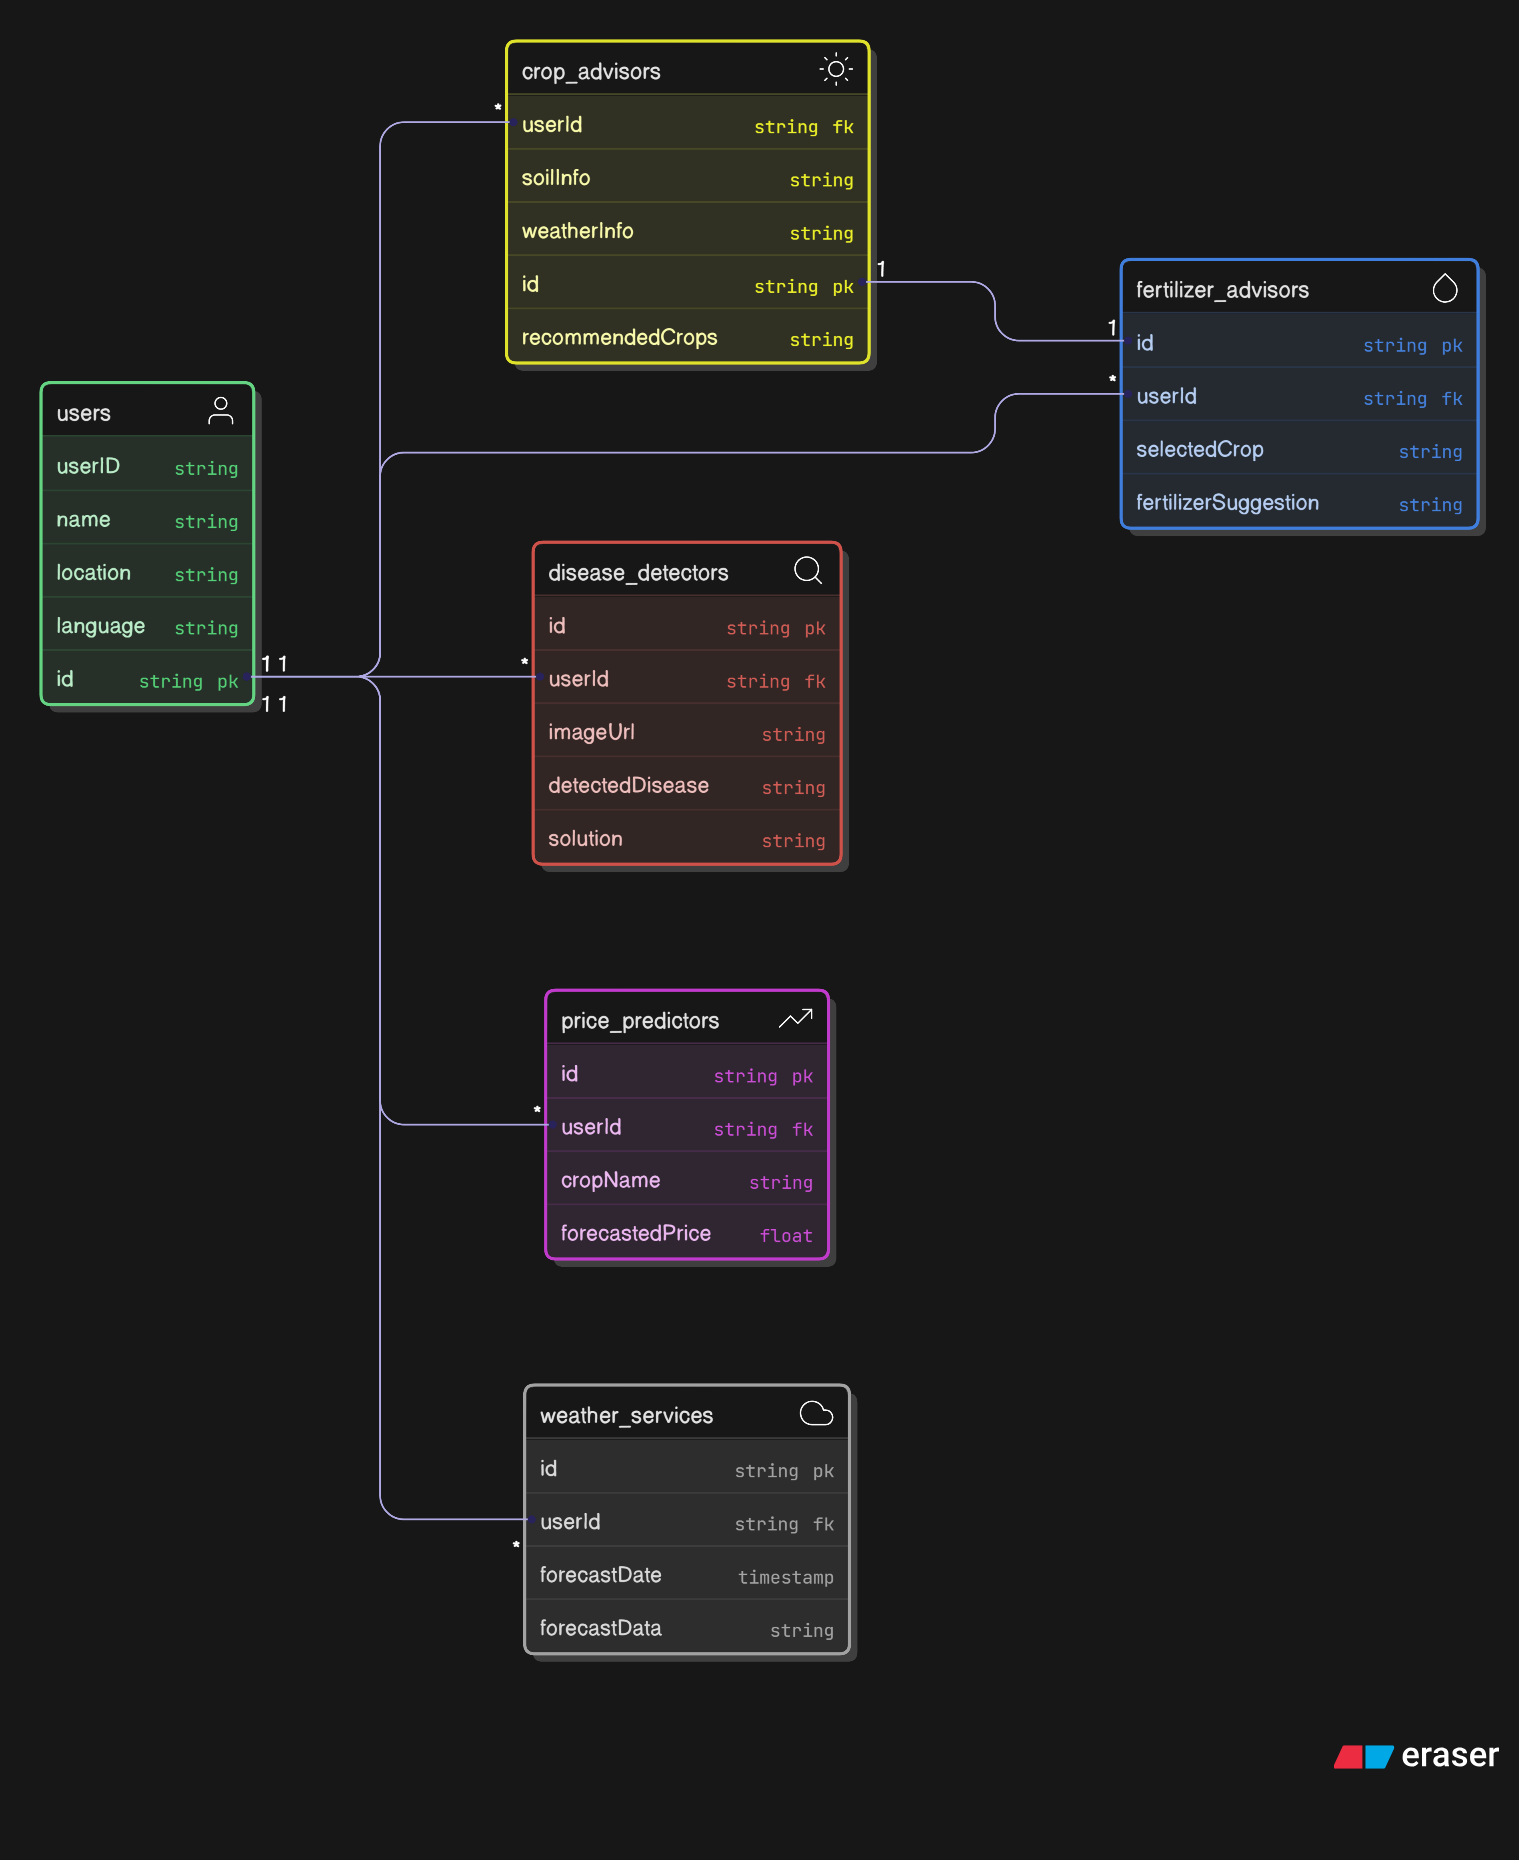 crop_advisors
*
userId string fk
soilInfo string
weatherInfo string
id string pk
1
recommendedCrops string
fertilizer_advisors
1
id string pk
*
userId string fk
selectedCrop string
fertilizerSuggestion string
users
userID string
name string
location string
language string
id string pk
1 1
1 1
disease_detectors
id string pk
*
userId string fk
imageUrl string
detectedDisease string
solution string
price_predictors
id string pk
*
userId string fk
cropName string
forecastedPrice float
weather_services
id string pk
userId string fk
*
forecastDate timestamp
forecastData string
eraser